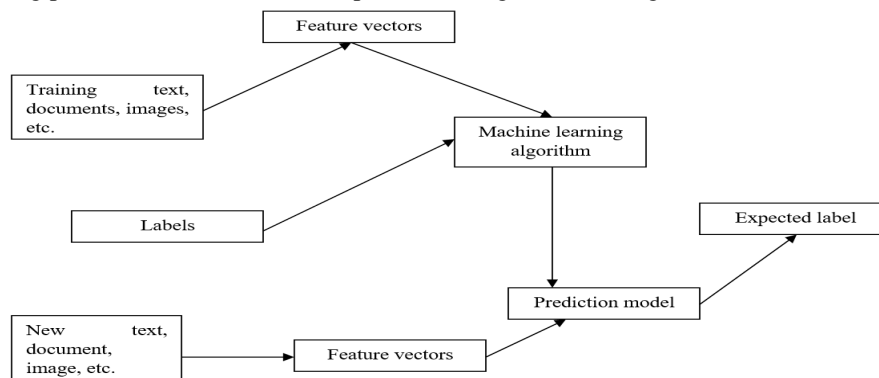 Feature vectors
Training text,
documents, images,
etc.
Machine learning
algorithm
Labels
Expected label
Prediction model
New text,
document,
image, etc.
Feature vectors